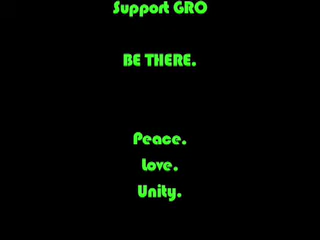 Support GRO
BE THERE.
Peace.
Love.
Unity.